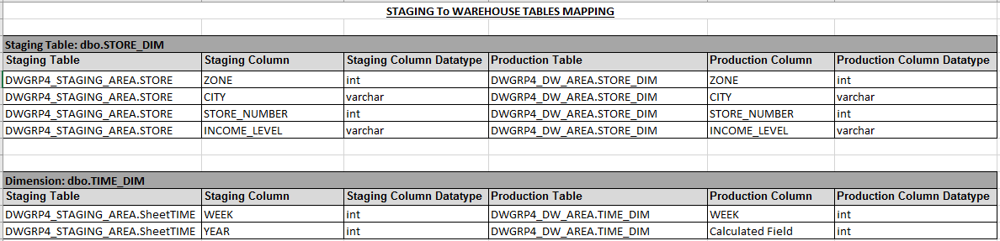 STAGING To WAREHOUSE TABLES MAPPING
Staging Table: dbo.STORE_DIM
Staging Table Staging Column Staging Column Datatype Production Table Production Column Production Column Datatype
DWGRP4_STAGING_AREA.STORE ZONE int DWGRP4_DW_AREA.STORE_DIM ZONE int
DWGRP4_STAGING_AREA.STORE CITY varchar DWGRP4_DW_AREA.STORE_DIM CITY varchar
DWGRP4_STAGING_AREA.STORE STORE_NUMBER int DWGRP4_DW_AREA.STORE_DIM STORE_NUMBER int
DWGRP4_STAGING_AREA.STORE INCOME_LEVEL varchar DWGRP4_DW_AREA.STORE_DIM INCOME_LEVEL varchar
Dimension: dbo.TIME_DIM
Staging Table Staging Column Staging Column Datatype Production Table Production Column Production Column Datatype
DWGRP4_STAGING_AREA.SheetTIME WEEK int DWGRP4_DW_AREA.TIME_DIM WEEK int
DWGRP4_STAGING_AREA.SheetTIME YEAR int DWGRP4_DW_AREA.TIME_DIM Calculated Field int